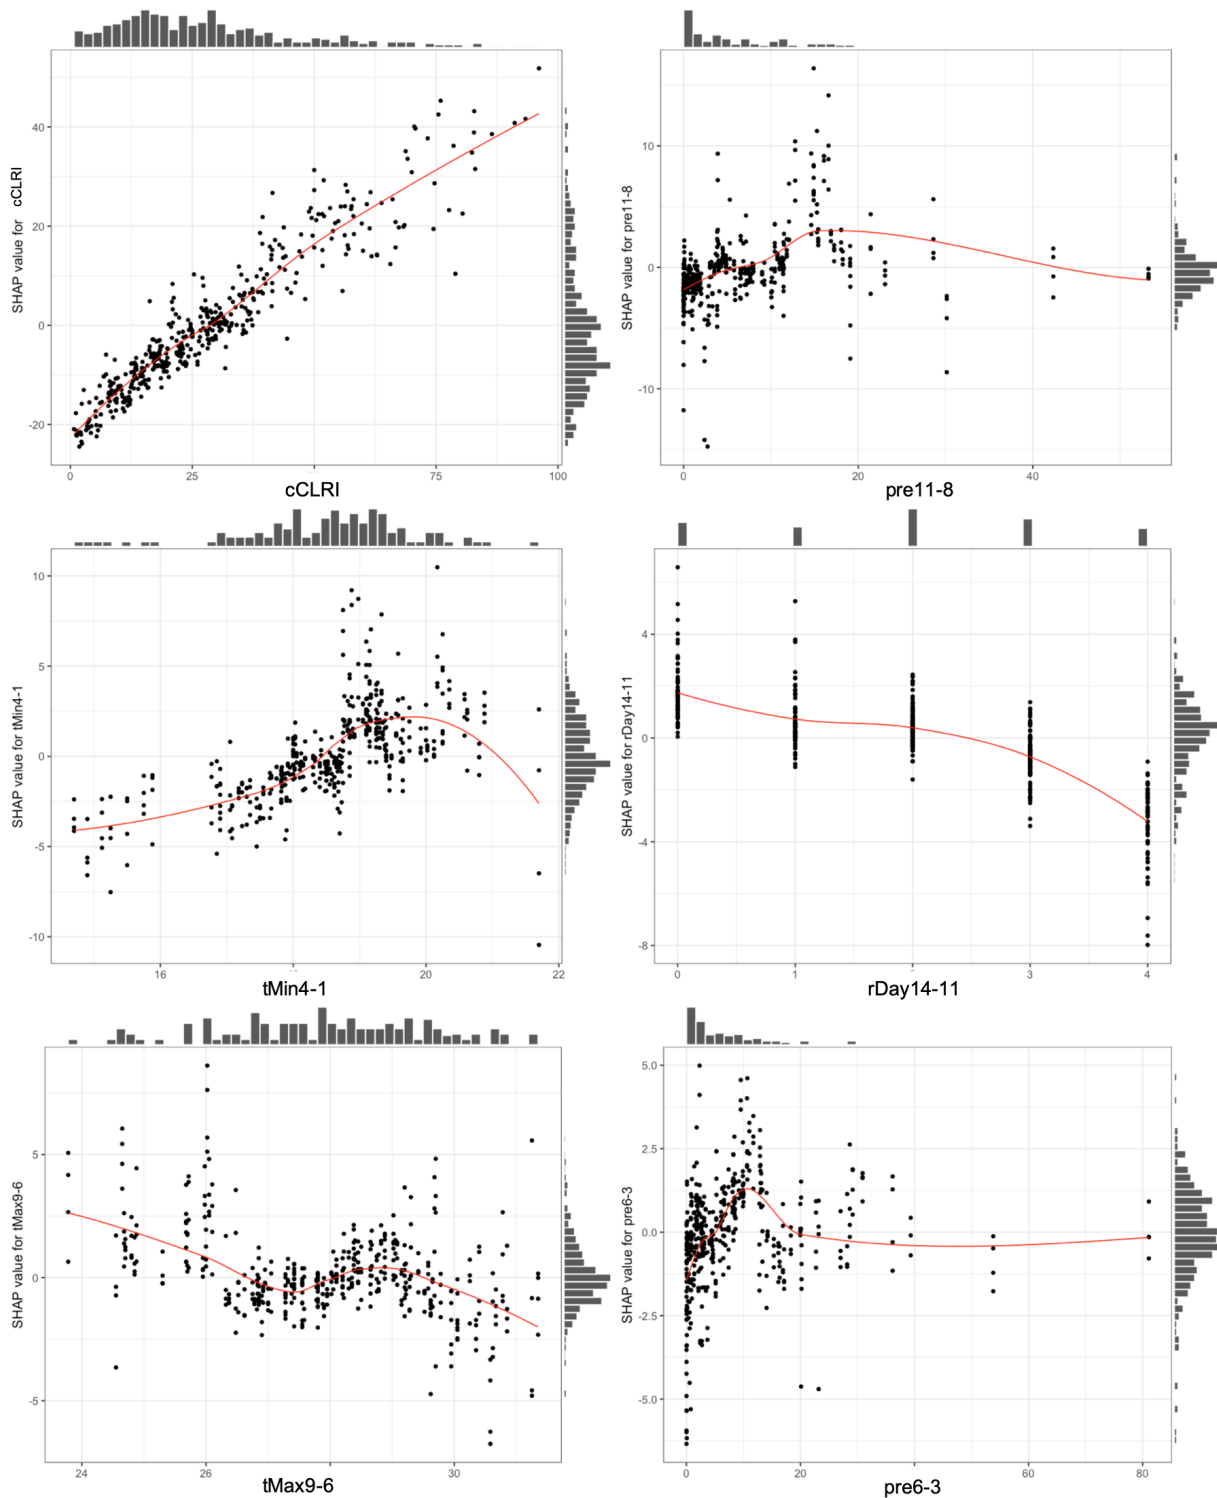 40
20
0
-20
SHAP value for cCLRI
0 25 75 100
cCLRI
10
0
-10
SHAP value for pre11-8
0 20 40
pre11-8
10
5
0
-5
-10
SHAP value for tMin4-1
16 20 22
tMin4-1
4
0
-4
-8
SHAP value for rDay14-11
0 1 3 4
rDay14-11
5
0
-5
SHAP value for tMax9-6
24 26 30
tMax9-6
5.0
2.5
0.0
-2.5
-5.0
SHAP value for pre6-3
0 20 60 80
pre6-3